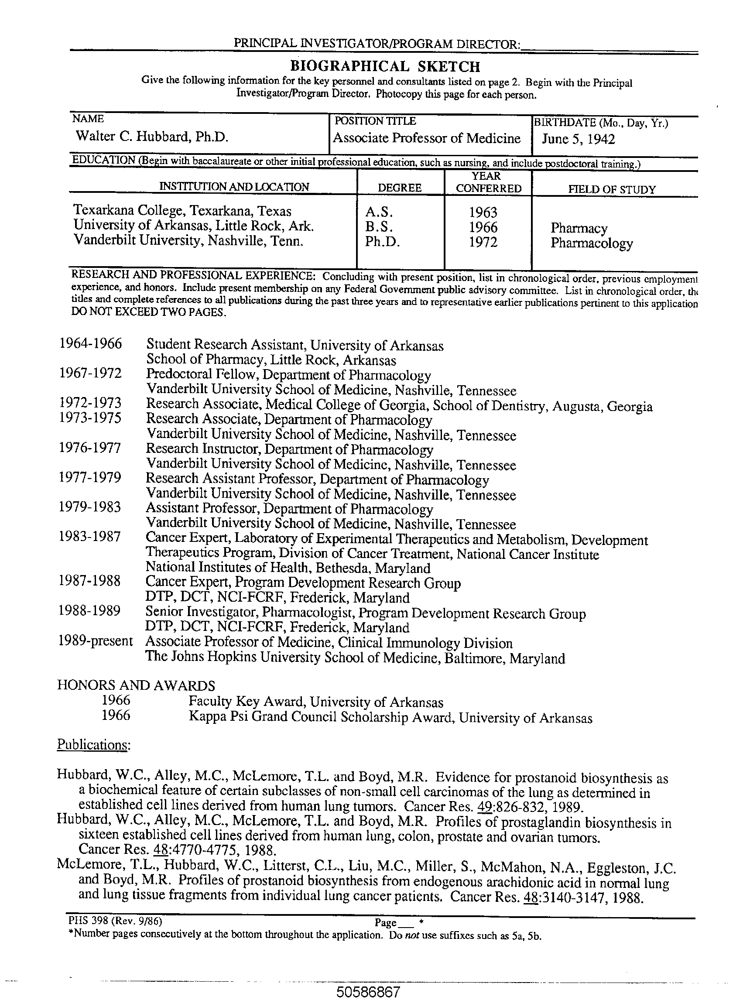 PRINCIPAL INVESTIGATOR/PROGRAM DIRECTOR:
BIOGRAPHICAL SKETCH
Give the following information for the key personnel and consultants listed on page 2. Begin with the Principal
Investigator/Program Director. Photocopy this page for each person.
NAME POSITION TITLE BIRTHDATE (Mo., Day, Yr.)
Walter C. Hubbard, Ph.D. Associate Professor of Medicine June 5, 1942
EDUCATION (Begin with baccalaureate or other initial professional education, such as nursing, and include postdoctoral training.)
INSTITUTION AND LOCATION DEGREE YEAR CONFERRED FIELD OF STUDY
Texarkana College, Texarkana, Texas A.S. 1963
University of Arkansas, Little Rock, Ark. B.S. 1966 Pharmacy
Vanderbilt University, Nashville, Tenn. Ph.D. 1972 Pharmacology
RESEARCH AND PROFESSIONAL EXPERIENCE: Concluding with present position, list in chronological order, previous employment
experience, and honors. Include present membership on any Federal Government public advisory committee. List in chronological order, the
titles and complete references to all publications during the past three years and to representative earlier publications pertinent to this application
DO NOT EXCEED TWO PAGES.
1964-1966 Student Research Assistant, University of Arkansas
School of Pharmacy, Little Rock, Arkansas
1967-1972 Predoctoral Fellow, Department of Pharmacology
Vanderbilt University School of Medicine, Nashville, Tennessee
1972-1973 Research Associate, Medical College of Georgia, School of Dentistry, Augusta, Georgia
1973-1975 Research Associate, Department of Pharmacology
Vanderbilt University School of Medicine, Nashville, Tennessee
1976-1977 Research Instructor, Department of Pharmacology
Vanderbilt University School of Medicine, Nashville, Tennessee
1977-1979 Research Assistant Professor, Department of Pharmacology
Vanderbilt University School of Medicine, Nashville, Tennessee
1979-1983 Assistant Professor, Department of Pharmacology
Vanderbilt University School of Medicine, Nashville, Tennessee
1983-1987 Cancer Expert, Laboratory of Experimental Therapeutics and Metabolism, Development
Therapeutics Program, Division of Cancer Treatment, National Cancer Institute
National Institutes of Health, Bethesda, Maryland
1987-1988 Cancer Expert, Program Development Research Group
DTP, DCT, NCI-FCRF, Frederick, Maryland
1988-1989 Senior Investigator, Pharmacologist, Program Development Research Group
DTP, DCT, NCI-FCRF, Frederick, Maryland
1989-present Associate Professor of Medicine, Clinical Immunology Division
The Johns Hopkins University School of Medicine, Baltimore, Maryland
HONORS AND AWARDS
1966 Faculty Key Award, University of Arkansas
1966 Kappa Psi Grand Council Scholarship Award, University of Arkansas
Publications:
Hubbard, W.C., Alley, M.C., McLemore, T.L. and Boyd, M.R. Evidence for prostanoid biosynthesis as
a biochemical feature of certain subclasses of non-small cell carcinomas of the lung as determined in
established cell lines derived from human lung tumors. Cancer Res. 49:826-832, 1989.
Hubbard, W.C., Alley, M.C., McLemore, T.L. and Boyd, M.R. Profiles of prostaglandin biosynthesis in
sixteen established cell lines derived from human lung, colon, prostate and ovarian tumors.
Cancer Res. 48:4770-4775, 1988.
McLemore, T.L., Hubbard, W.C., Litterst, C.L., Liu, M.C., Miller, S., McMahon, N.A., Eggleston, J.C.
and Boyd, M.R. Profiles of prostanoid biosynthesis from endogenous arachidonic acid in normal lung
and lung tissue fragments from individual lung cancer patients. Cancer Res. 48:3140-3147, 1988.
PHS 398 (Rev. 9/86) Page___ *
*Number pages consecutively at the bottom throughout the application. Do not use suffixes such as 5a, 5b.
50586867